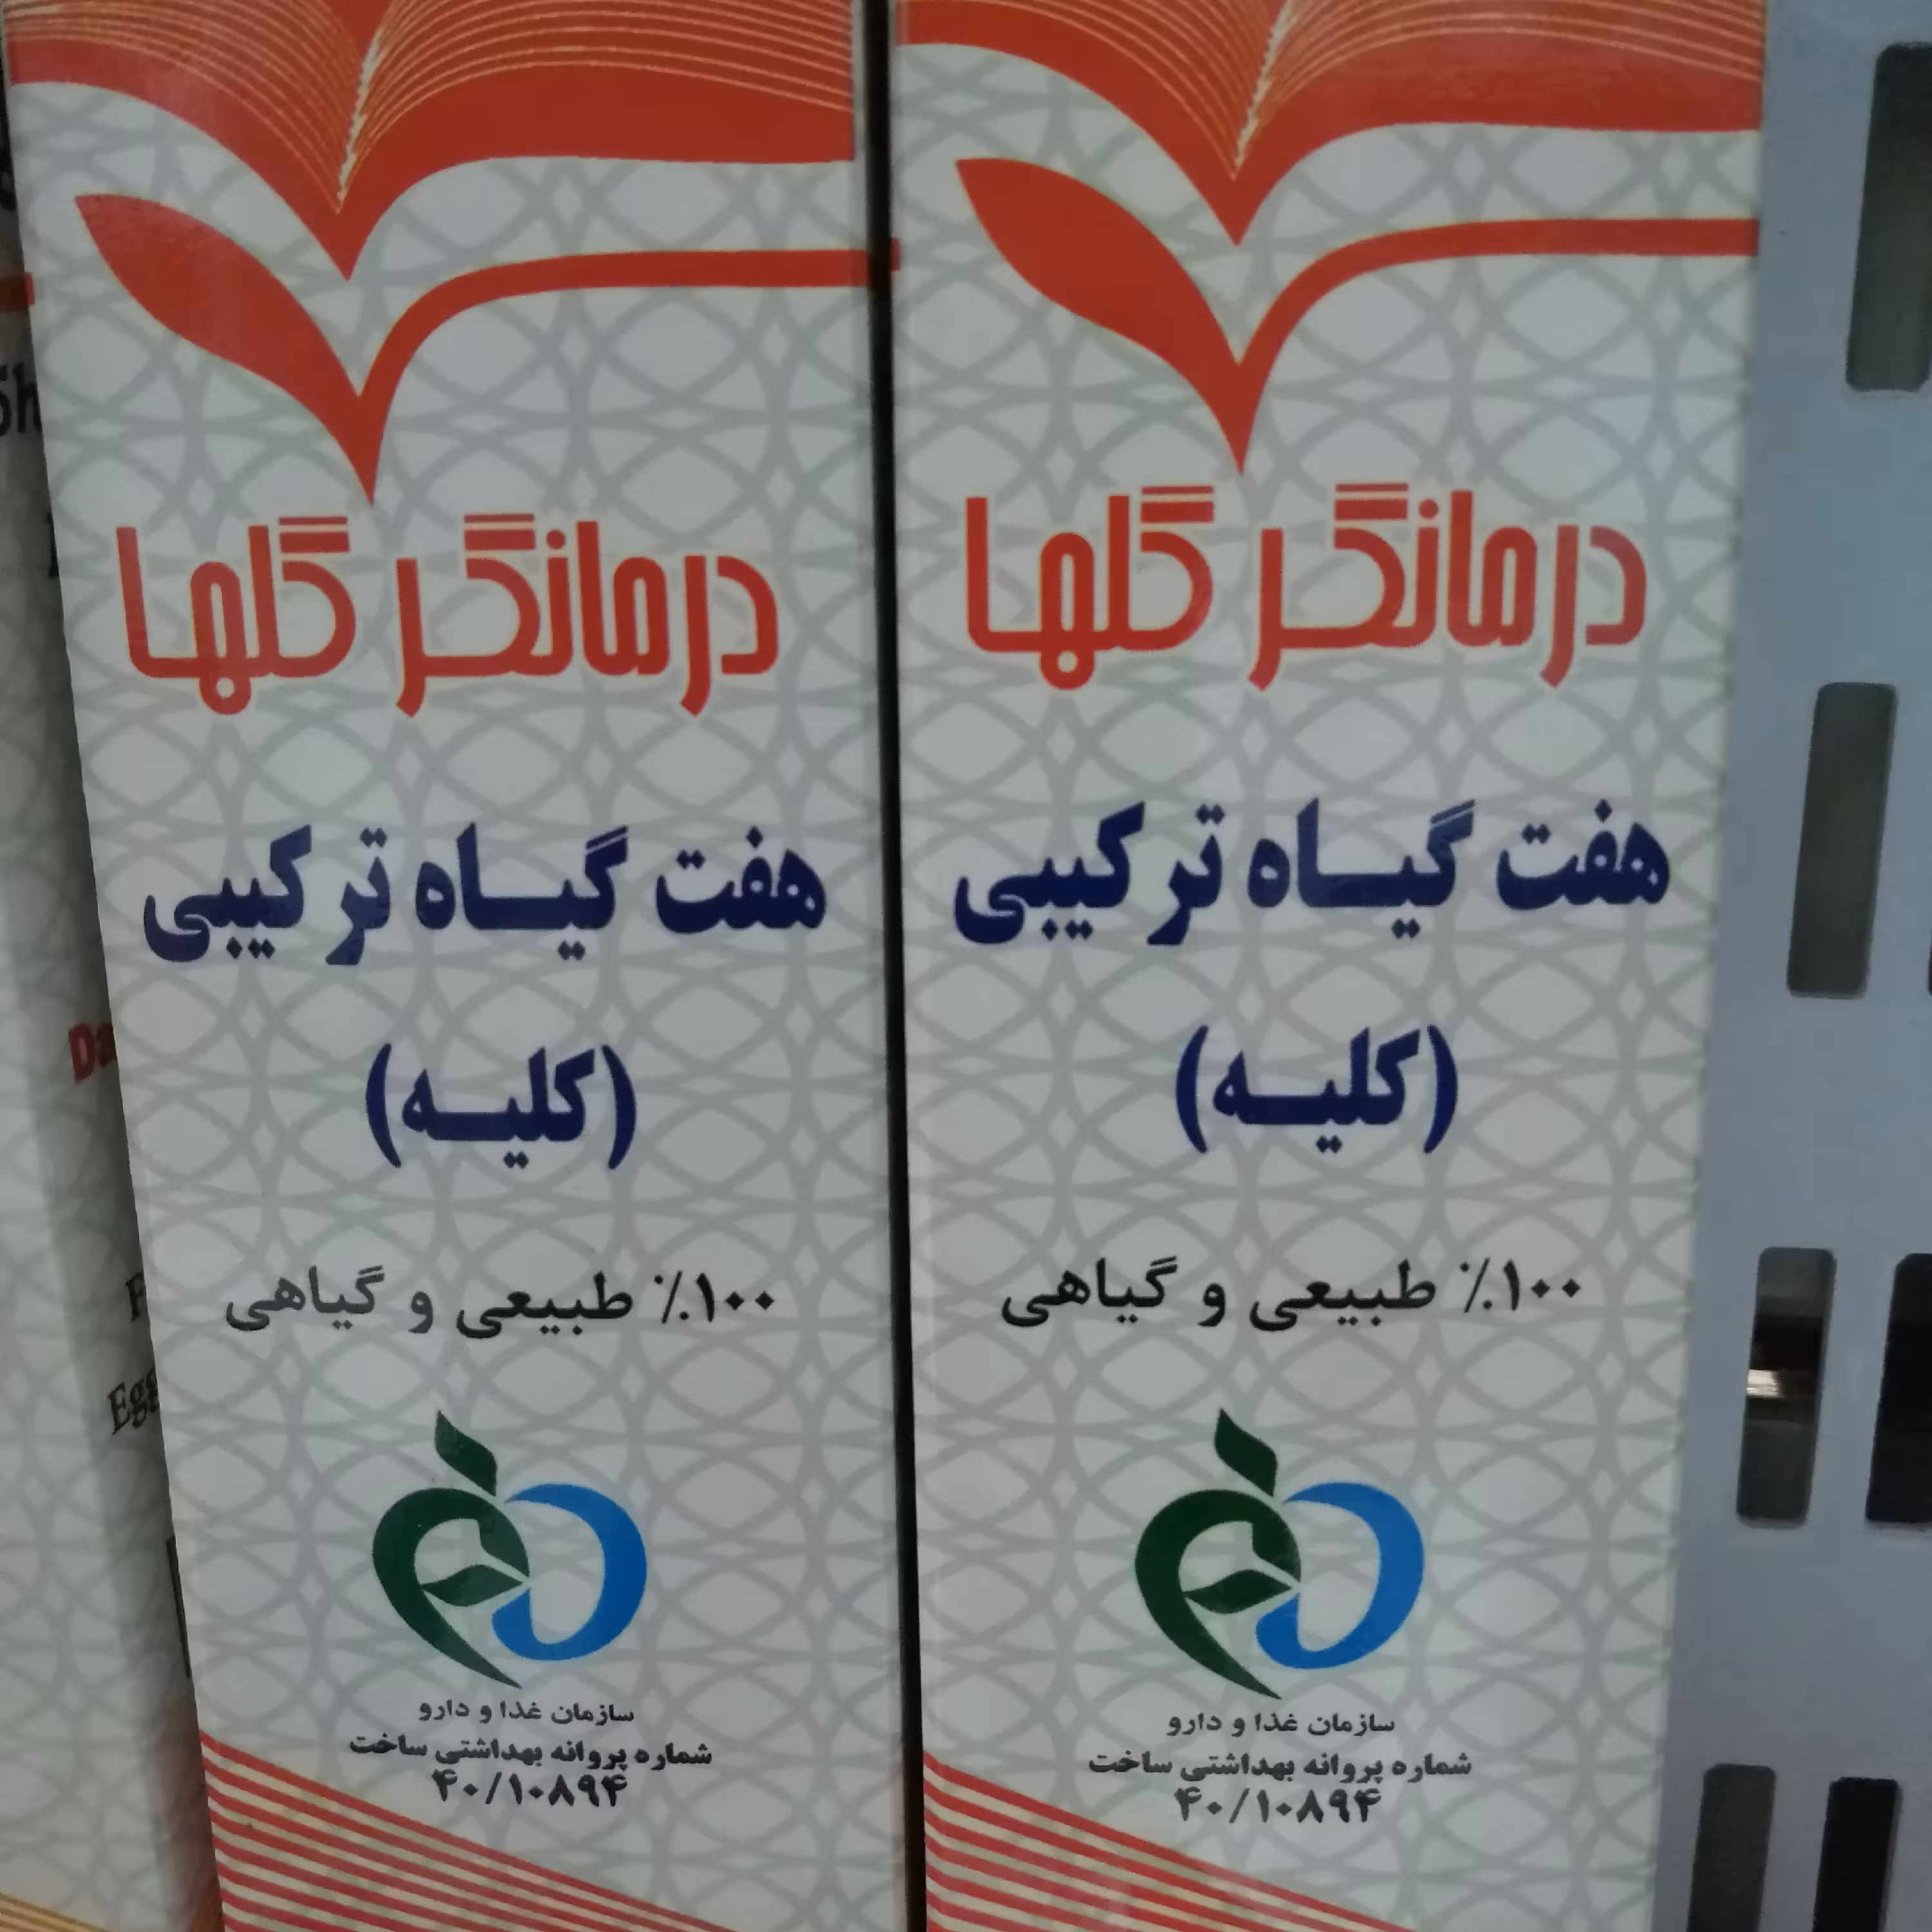 درمانگر گلها
هفت گیاه ترکیبی
(کلیه)
۱۰۰٪ طبیعی و گیاهی
سازمان غذا و دارو
شماره پروانه بهداشتی ساخت
۴۰/۱۰۸۹۴
درمانگر گلها
هفت گیاه ترکیبی
(کلیه)
۱۰۰٪ طبیعی و گیاهی
سازمان غذا و دارو
شماره پروانه بهداشتی ساخت
۴۰/۱۰۸۹۴